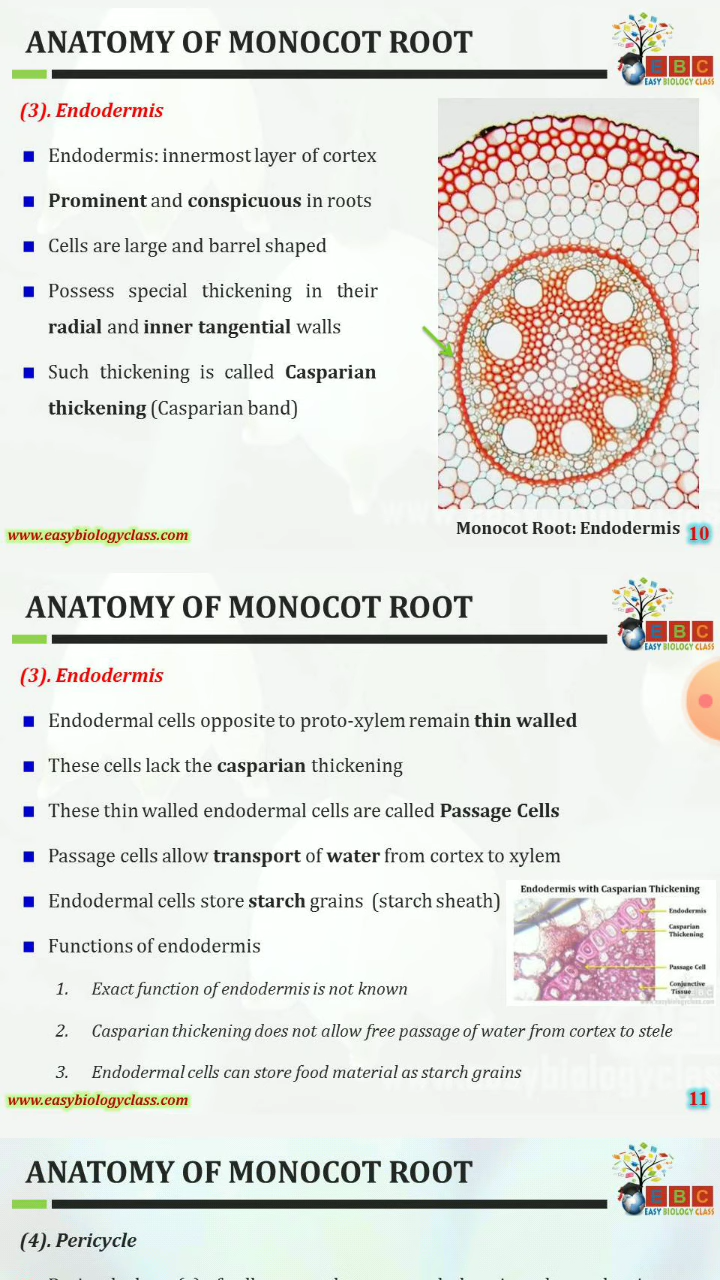 ANATOMY OF MONOCOT ROOT
E B C
EASY BIOLOGY CLASS
(3). Endodermis
Endodermis: innermost layer of cortex
Prominent and conspicuous in roots
Cells are large and barrel shaped
Possess special thickening in their
radial and inner tangential walls
Such thickening is called Casparian
thickening (Casparian band)
Monocot Root: Endodermis
www.easybiologyclass.com
10
ANATOMY OF MONOCOT ROOT
E B C
EASY BIOLOGY CLASS
(3). Endodermis
Endodermal cells opposite to proto-xylem remain thin walled
These cells lack the casparian thickening
These thin walled endodermal cells are called Passage Cells
Passage cells allow transport of water from cortex to xylem
Endodermal cells store starch grains (starch sheath)
Functions of endodermis
1. Exact function of endodermis is not known
2. Casparian thickening does not allow free passage of water from cortex to stele
3. Endodermal cells can store food material as starch grains
Endodermis with Casparian Thickening
Endodermis
Casparian
Thickening
Passage Cell
Conjunctive
Tissue
www.easybiologyclass.com
11
ANATOMY OF MONOCOT ROOT
E B C
EASY BIOLOGY CLASS
(4). Pericycle